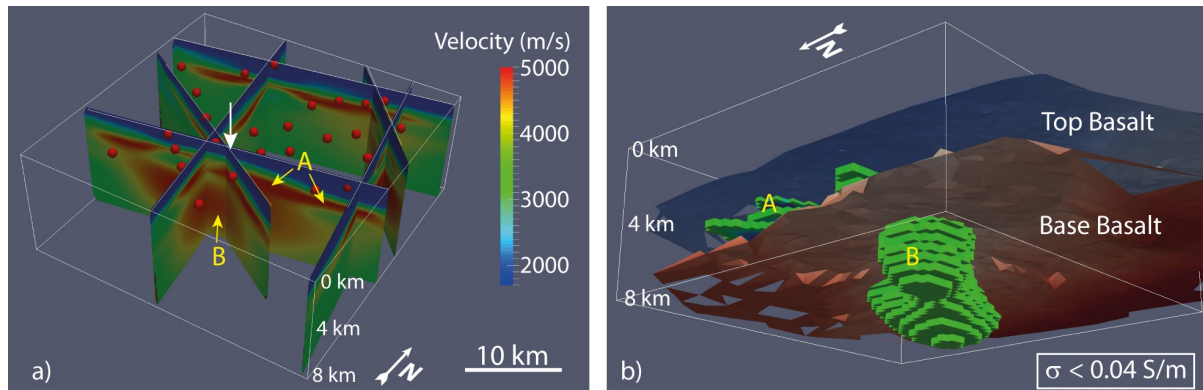 Velocity (m/s)
5000
4000
3000
2000
A
B
0 km
4 km
8 km
N
10 km
a)
N
Top Basalt
0 km
A
4 km
Base Basalt
B
8 km
b)
σ < 0.04 S/m